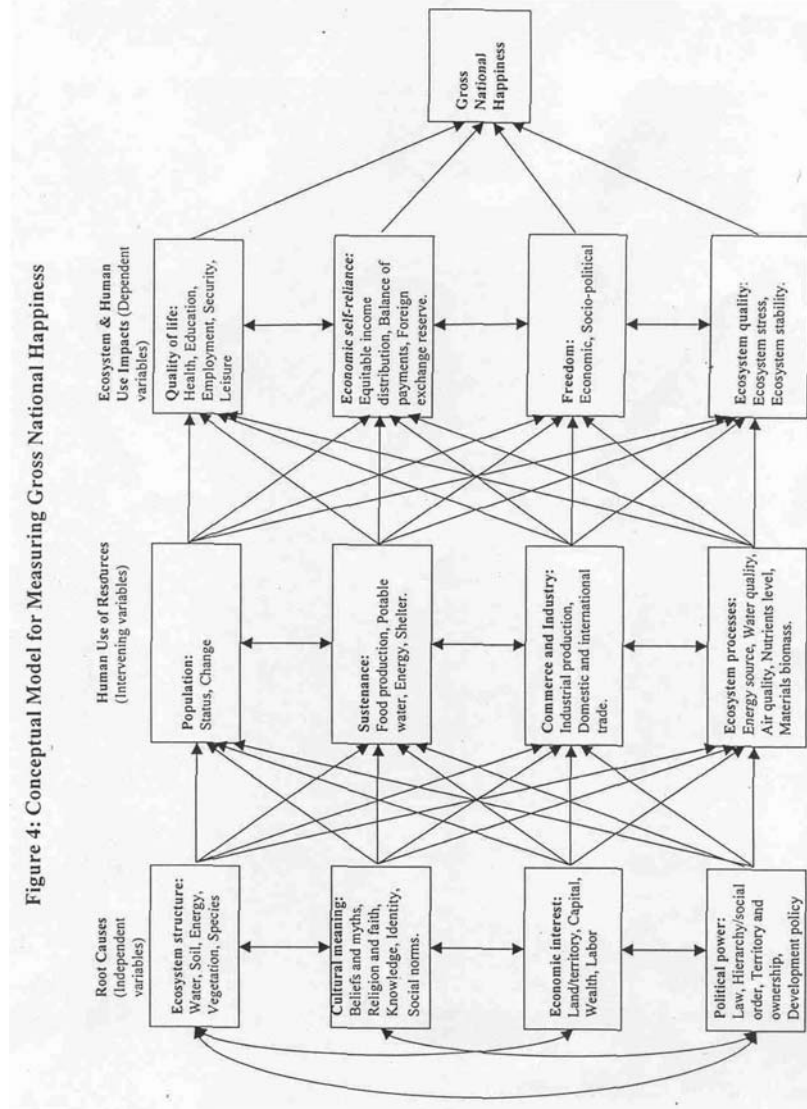 Figure 4: Conceptual Model for Measuring Gross National Happiness
Root Causes
(Independent
variables)
Human Use of Resources
(Intervening variables)
Ecosystem & Human
Use Impacts (Dependent
variables)
Ecosystem structure:
Water, Soil, Energy,
Vegetation, Species
Cultural meaning:
Beliefs and myths,
Religion and faith,
Knowledge, Identity,
Social norms.
Economic interest:
Land/territory, Capital,
Wealth, Labor
Political power:
Law, Hierarchy/social
order, Territory and
ownership,
Development policy
Population:
Status, Change
Sustenance:
Food production, Potable
water, Energy, Shelter.
Commerce and Industry:
Industrial production,
Domestic and international
trade.
Ecosystem processes:
Energy source, Water quality,
Air quality, Nutrients level,
Materials biomass.
Quality of life:
Health, Education,
Employment, Security,
Leisure
Economic self-reliance:
Equitable income
distribution, Balance of
payments, Foreign
exchange reserve.
Freedom:
Economic, Socio-political
Ecosystem quality:
Ecosystem stress,
Ecosystem stability.
Gross
National
Happiness